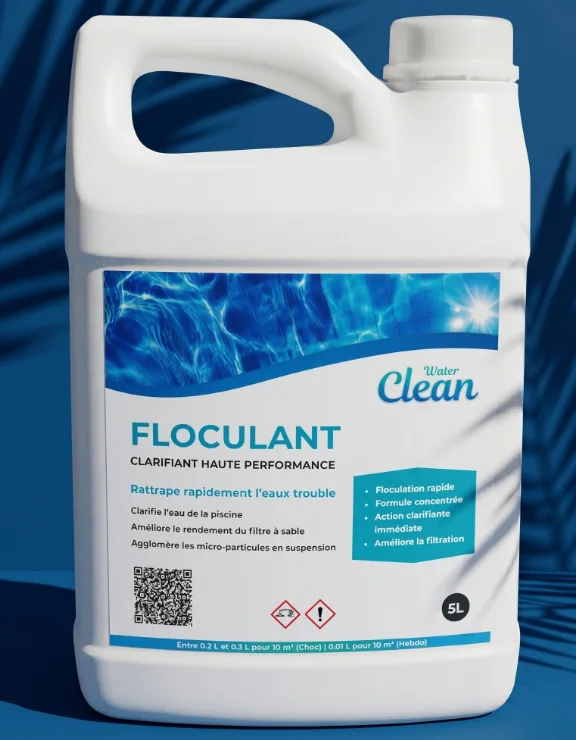 Water
Clean
FLOCULANT
CLARIFIANT HAUTE PERFORMANCE
Rattrape rapidement l'eaux trouble
Clarifie l'eau de la piscine
Améliore le rendement du filtre à sable
Agglomère les micro-particules en suspension
• Floculation rapide
• Formule concentrée
• Action clarifiante
immédiate
• Améliore la filtration
5L
Entre 0.2 L et 0.3 L pour 10 m³ (Choc) | 0.01 L pour 10 m³ (Hebdo)